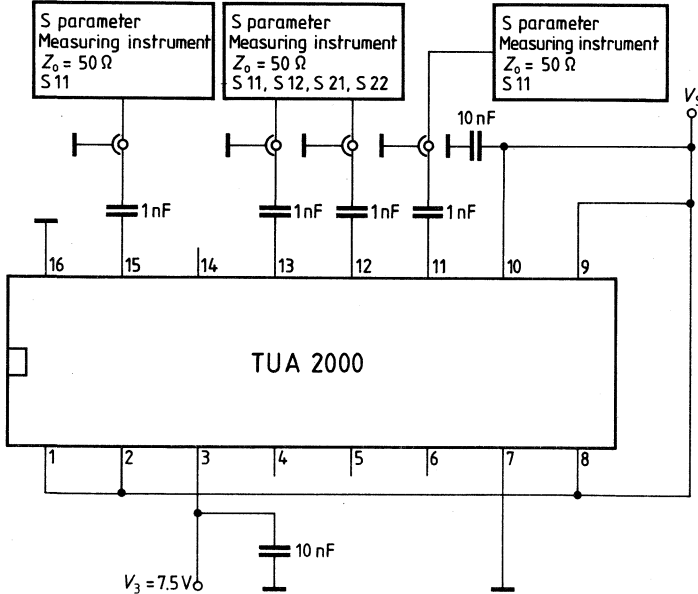 S parameter
Measuring instrument
Z₀ = 50 Ω
S 11
S parameter
Measuring instrument
Z₀ = 50 Ω
S 11, S 12, S 21, S 22
S parameter
Measuring instrument
Z₀ = 50 Ω
S 11
10 nF
1 nF
1 nF
1 nF
1 nF
16
15
14
13
12
11
10
9
TUA 2000
1
2
3
4
5
6
7
8
10 nF
V₃ = 7.5 V